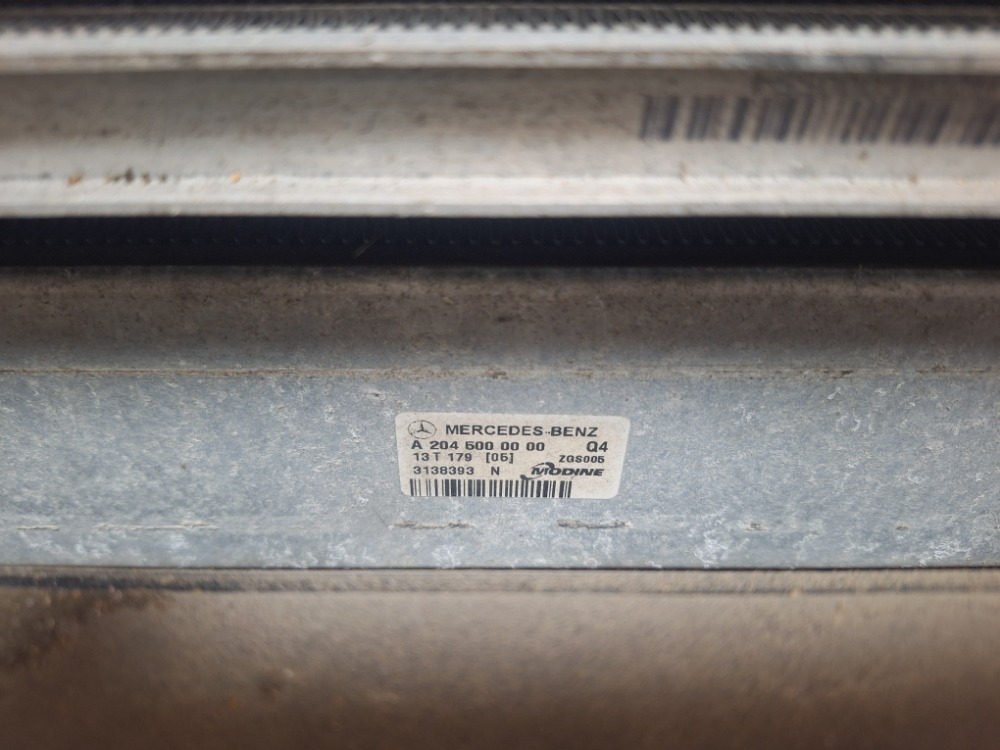 MERCEDES-BENZ
A 204 500 00 00 Q4
13 T 179 [05] ZGS005
3138393 N MODINE